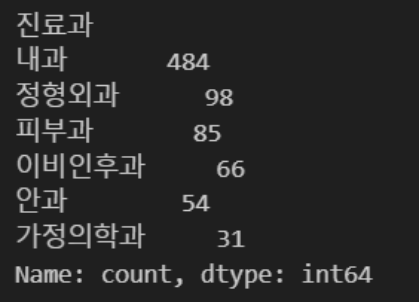 진료과
내과 484
정형외과 98
피부과 85
이비인후과 66
안과 54
가정의학과 31
Name: count, dtype: int64